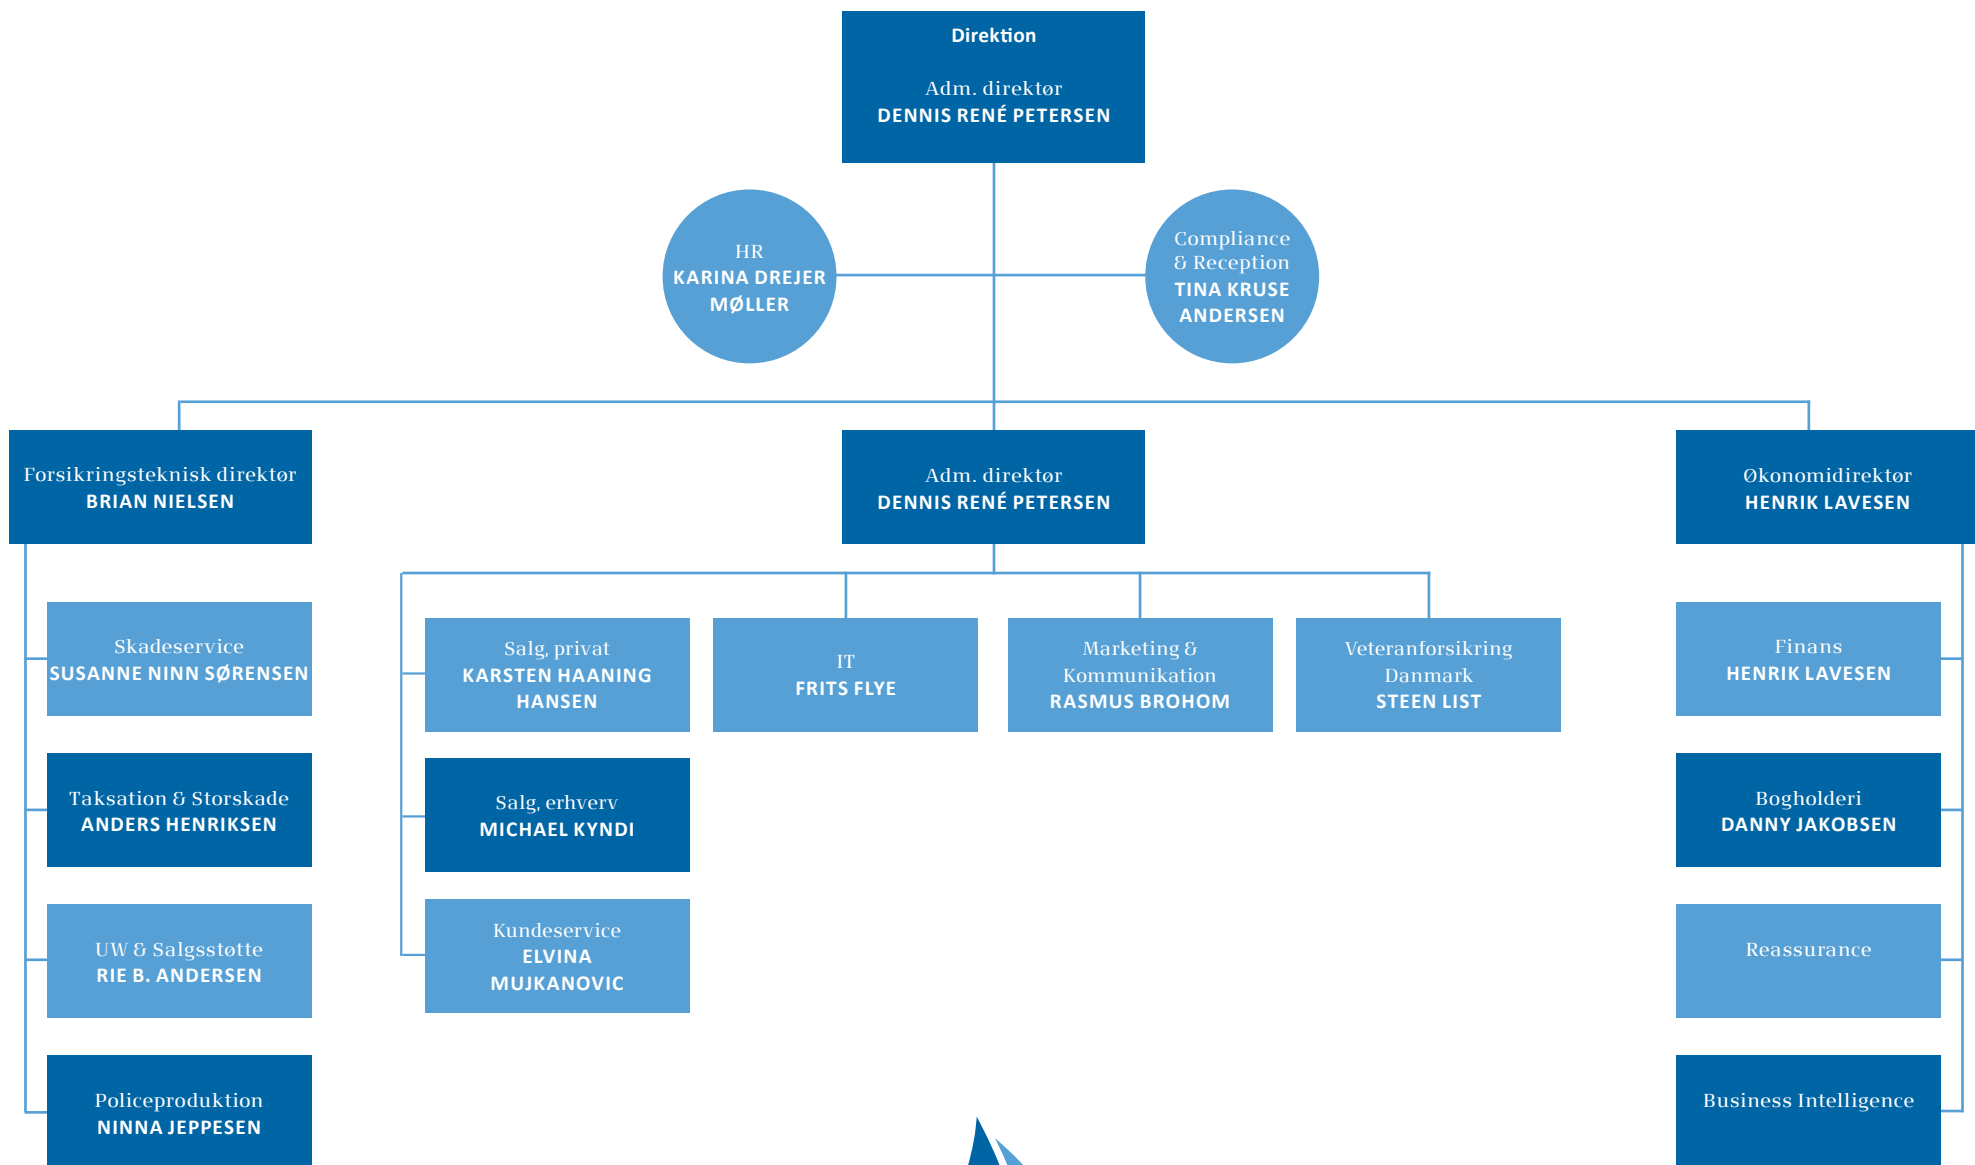 Direktion
Adm. direktør
DENNIS RENÉ PETERSEN
HR
KARINA DREJER
MØLLER
Compliance
& Reception
TINA KRUSE
ANDERSEN
Forsikringsteknisk direktør
BRIAN NIELSEN
Adm. direktør
DENNIS RENÉ PETERSEN
Økonomidirektør
HENRIK LAVESEN
Skadeservice
SUSANNE NINN SØRENSEN
Taksation & Storskade
ANDERS HENRIKSEN
UW & Salgsstøtte
RIE B. ANDERSEN
Policeproduktion
NINNA JEPPESEN
Salg, privat
KARSTEN HAANING
HANSEN
Salg, erhverv
MICHAEL KYNDI
Kundeservice
ELVINA
MUJKANOVIC
IT
FRITS FLYE
Marketing &
Kommunikation
RASMUS BROHOM
Veteranforsikring
Danmark
STEEN LIST
Finans
HENRIK LAVESEN
Bogholderi
DANNY JAKOBSEN
Reassurance
Business Intelligence